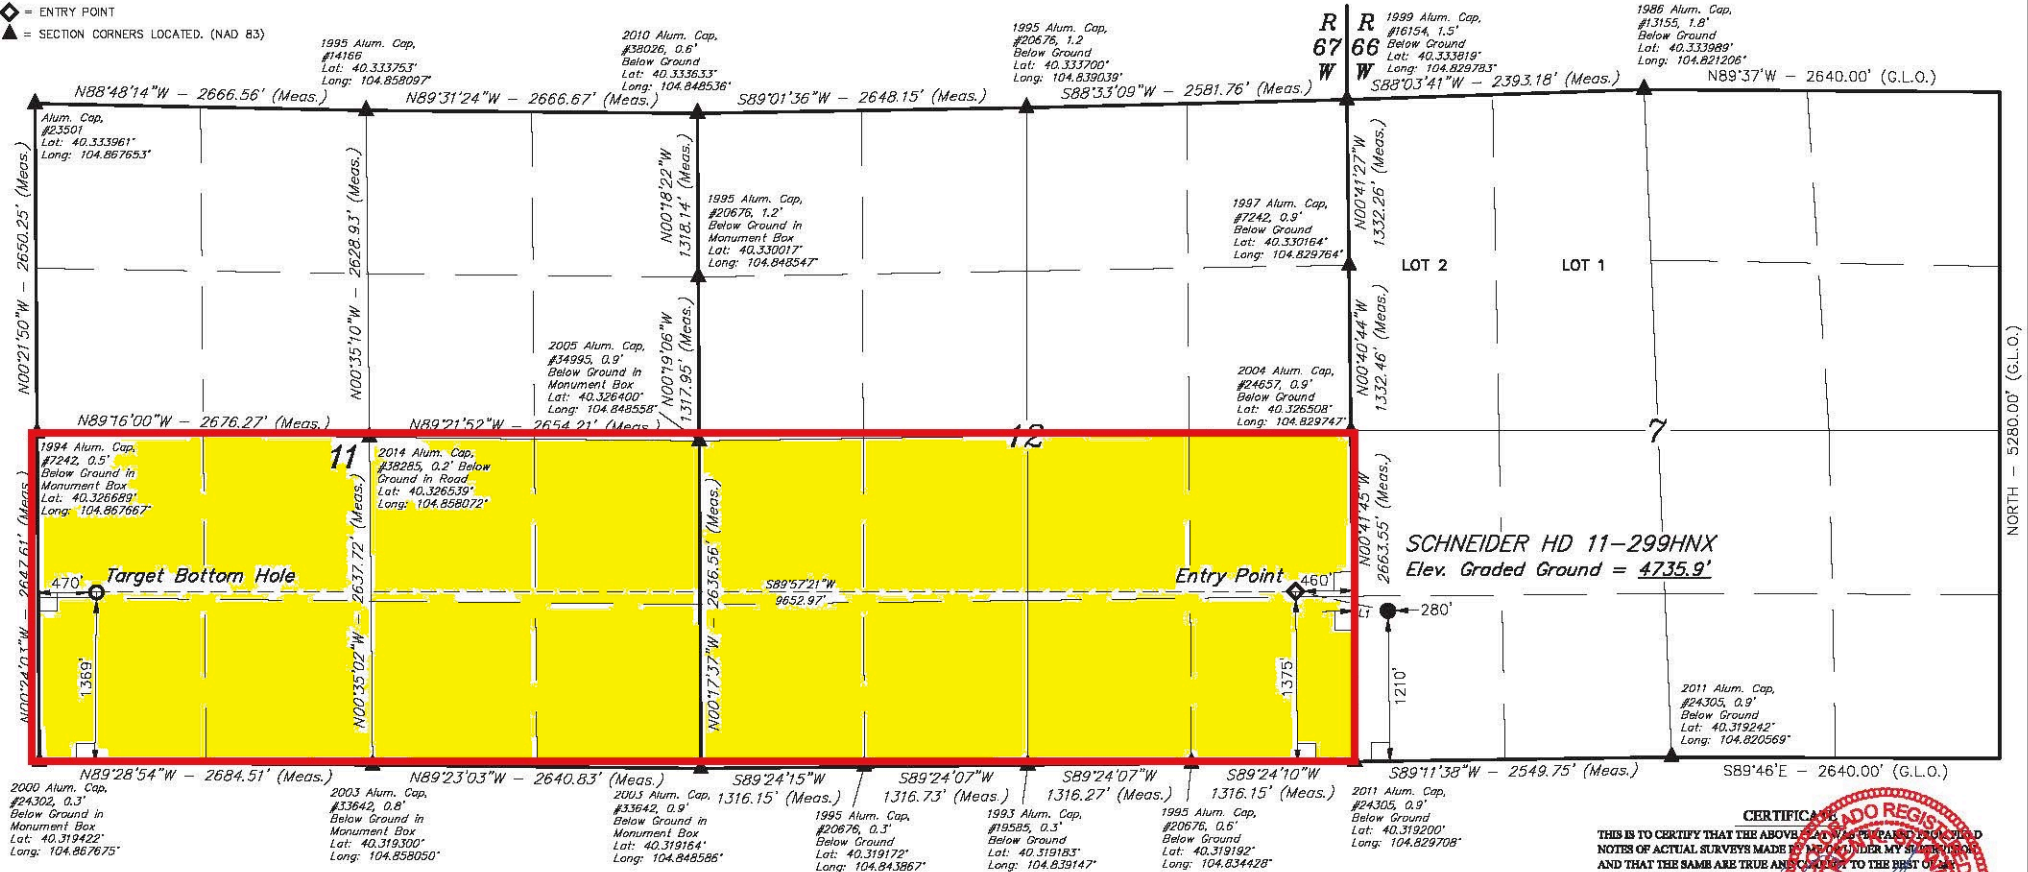 = ENTRY POINT
= SECTION CORNERS LOCATED. (NAD 83)
1995 Alum. Cap,
#14166
Lat: 40.333753°
Long: 104.858097°
2010 Alum. Cap,
#38026, 0.6'
Below Ground
Lat: 40.333633°
Long: 104.848536°
1995 Alum. Cap,
#20676, 1.2
Below Ground
Lat: 40.333700°
Long: 104.839039°
R R
67 66
W W
1999 Alum. Cap,
#16154, 1.5'
Below Ground
Lat: 40.333819°
Long: 104.829783°
1986 Alum. Cap,
#13155, 1.8'
Below Ground
Lat: 40.333989°
Long: 104.821206°
N88°48'14"W - 2666.56' (Meas.)
N89°31'24"W - 2666.67' (Meas.)
S89°01'36"W - 2648.15' (Meas.)
S88°33'09"W - 2581.76' (Meas.)
S88°03'41"W - 2393.18' (Meas.)
N89°37'W - 2640.00' (G.L.O.)
Alum. Cap,
#23501
Lat: 40.333961°
Long: 104.867653°
N00°21'50"W - 2650.25' (Meas.)
N00°35'10"W - 2628.93' (Meas.)
N00°18'22"W
1318.14' (Meas.)
N00°41'27"W
1332.26' (Meas.)
1995 Alum. Cap,
#20676, 1.2'
Below Ground in
Monument Box
Lat: 40.330017°
Long: 104.848547°
1997 Alum. Cap,
#7242, 0.9'
Below Ground
Lat: 40.330164°
Long: 104.829764°
LOT 2
LOT 1
2005 Alum. Cap,
#34995, 0.9'
Below Ground in
Monument Box
Lat: 40.326400°
Long: 104.848558°
N00°19'06"W
1317.95' (Meas.)
2004 Alum. Cap,
#24657, 0.9'
Below Ground
Lat: 40.326508°
Long: 104.829747°
N00°40'44"W
1332.46' (Meas.)
NORTH - 5280.00' (G.L.O.)
N89°16'00"W - 2676.27' (Meas.)
N89°21'52"W - 2654.21' (Meas.)
11
12
7
1994 Alum. Cap,
#7242, 0.5'
Below Ground in
Monument Box
Lat: 40.326689°
Long: 104.867667°
2014 Alum. Cap,
#38285, 0.2' Below
Ground in Road
Lat: 40.326539°
Long: 104.858072°
N00°24'03"W - 2647.61' (Meas.)
N00°35'02"W - 2637.72' (Meas.)
N00°17'37"W - 2636.56' (Meas.)
N00°41'45"W
2663.55' (Meas.)
SCHNEIDER HD 11-299HNX
Elev. Graded Ground = 4735.9'
470'
Target Bottom Hole
S89°57'21"W
9652.97'
Entry Point
460'
280'
1369'
1375'
1210'
2011 Alum. Cap,
#24305, 0.9'
Below Ground
Lat: 40.319242°
Long: 104.820569°
N89°28'54"W - 2684.51' (Meas.)
N89°23'03"W - 2640.83' (Meas.)
S89°24'15"W
1316.15' (Meas.)
S89°24'07"W
1316.73' (Meas.)
S89°24'07"W
1316.27' (Meas.)
S89°24'10"W
1316.15' (Meas.)
S89°11'38"W - 2549.75' (Meas.)
S89°46'E - 2640.00' (G.L.O.)
2000 Alum. Cap,
#24302, 0.3'
Below Ground in
Monument Box
Lat: 40.319422°
Long: 104.867675°
2003 Alum. Cap,
#33642, 0.8'
Below Ground in
Monument Box
Lat: 40.319300°
Long: 104.858050°
2003 Alum. Cap,
#33642, 0.9'
Below Ground in
Monument Box
Lat: 40.319164°
Long: 104.848586°
1995 Alum. Cap,
#20676, 0.3'
Below Ground
Lat: 40.319172°
Long: 104.843867°
1993 Alum. Cap,
#19585, 0.3'
Below Ground
Lat: 40.319183°
Long: 104.839147°
1995 Alum. Cap,
#20676, 0.6'
Below Ground
Lat: 40.319192°
Long: 104.834428°
2011 Alum. Cap,
#24305, 0.9'
Below Ground
Lat: 40.319200°
Long: 104.829708°
CERTIFICATE
THIS IS TO CERTIFY THAT THE ABOVE PLAT WAS PREPARED FROM FIELD
NOTES OF ACTUAL SURVEYS MADE BY ME OR UNDER MY SUPERVISION
AND THAT THE SAME ARE TRUE AND CORRECT TO THE BEST OF MY